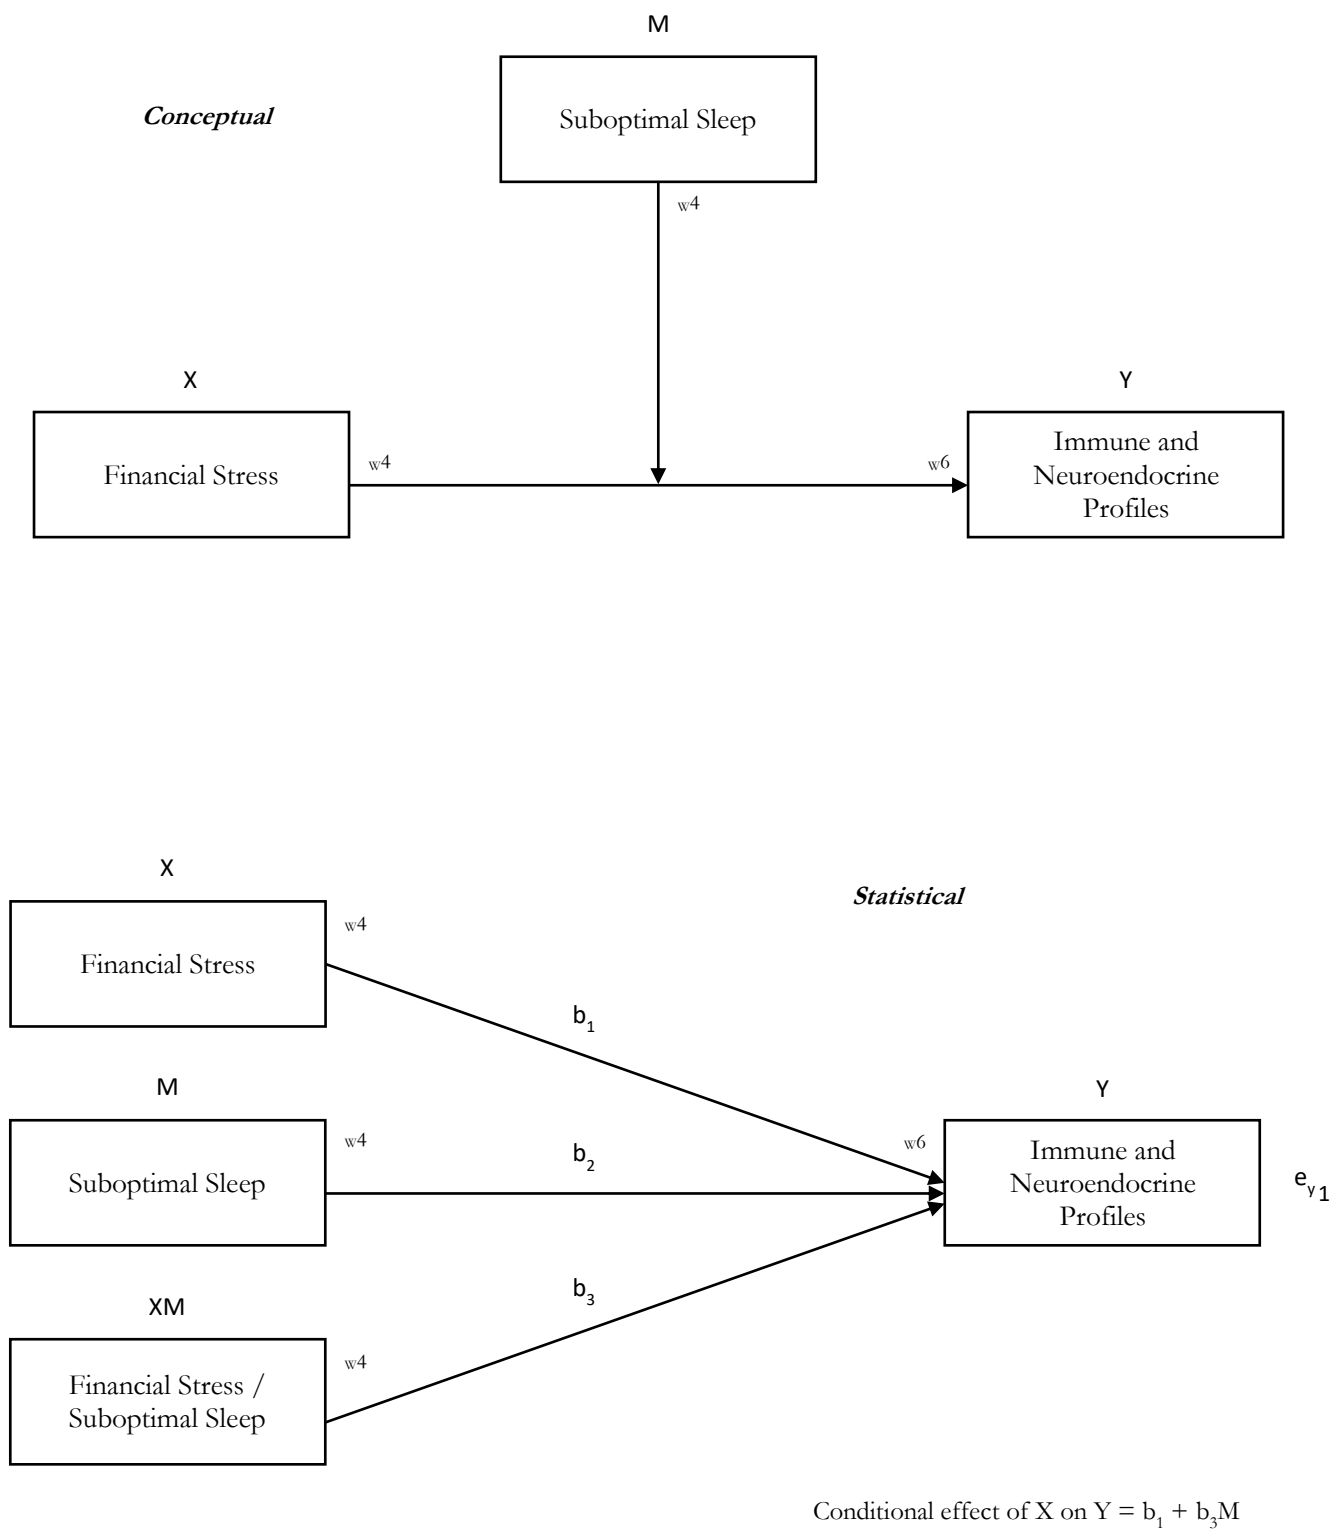 M
Conceptual
Suboptimal Sleep
w4
X
Y
Financial Stress
w4
w6
Immune and
Neuroendocrine
Profiles
X
Statistical
w4
Financial Stress
b1
M
Y
w4
b2
w6
Suboptimal Sleep
Immune and
Neuroendocrine
Profiles
ey1
b3
XM
w4
Financial Stress /
Suboptimal Sleep
Conditional effect of X on Y = b1 + b3M